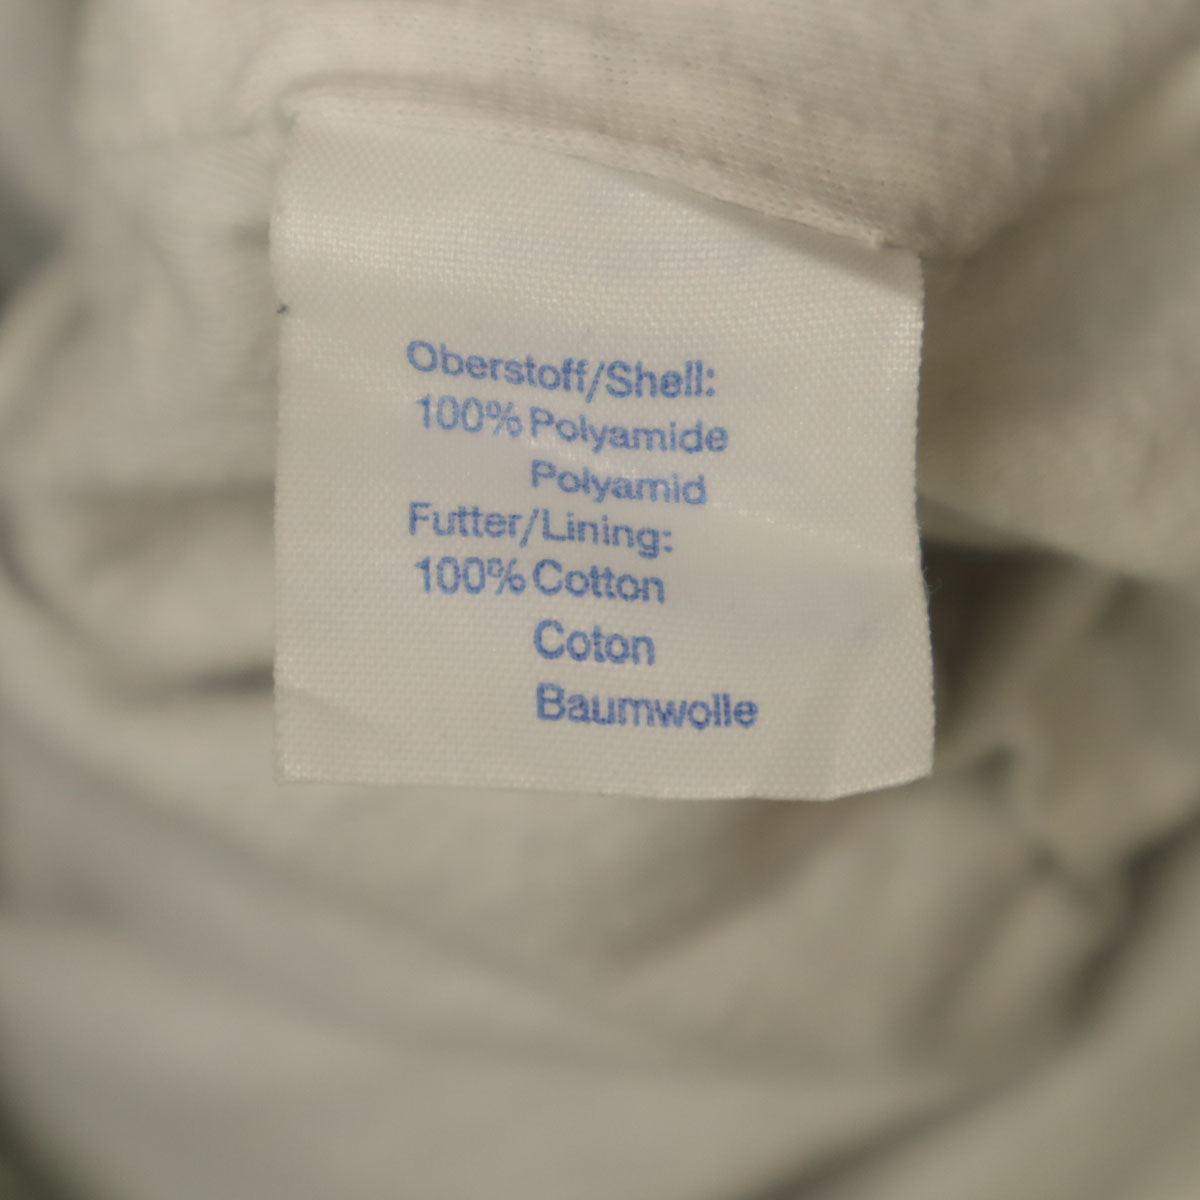 Oberstoff/Shell:
100% Polyamide
Polyamid
Futter/Lining:
100% Cotton
Coton
Baumwolle